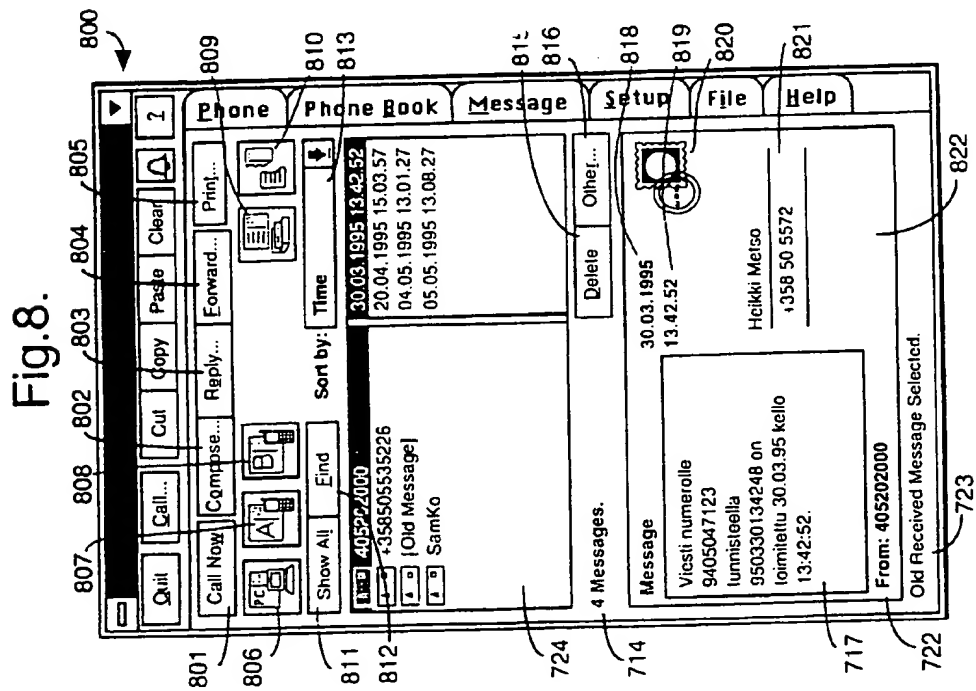 Fig.8.
800
Quit
Call...
Cut
Copy
Paste
Clear
?
801
802
803
804
805
Call Now
Compose...
Reply...
Forward...
Print...
Phone
Phone Book
Message
Setup
File
Help
806
807
808
809
810
PC
A
B
811
812
813
Show All
Find
Sort by:
Time
405202000
+358505535226
[Old Message]
SamKo
30.03.1995 13.42.52
20.04.1995 15.03.57
04.05.1995 13.01.27
05.05.1995 13.08.27
724
714
4 Messages.
Delete
Other...
815
816
818
819
820
821
822
Message
Viesti numerolle
9405047123
tunnisteella
950330134248 on
toimitettu 30.03.95 kello
13:42:52.
30.03.1995
13.42.52
Heikki Metso
+358 50 5572
717
722
From: 405202000
723
Old Received Message Selected.